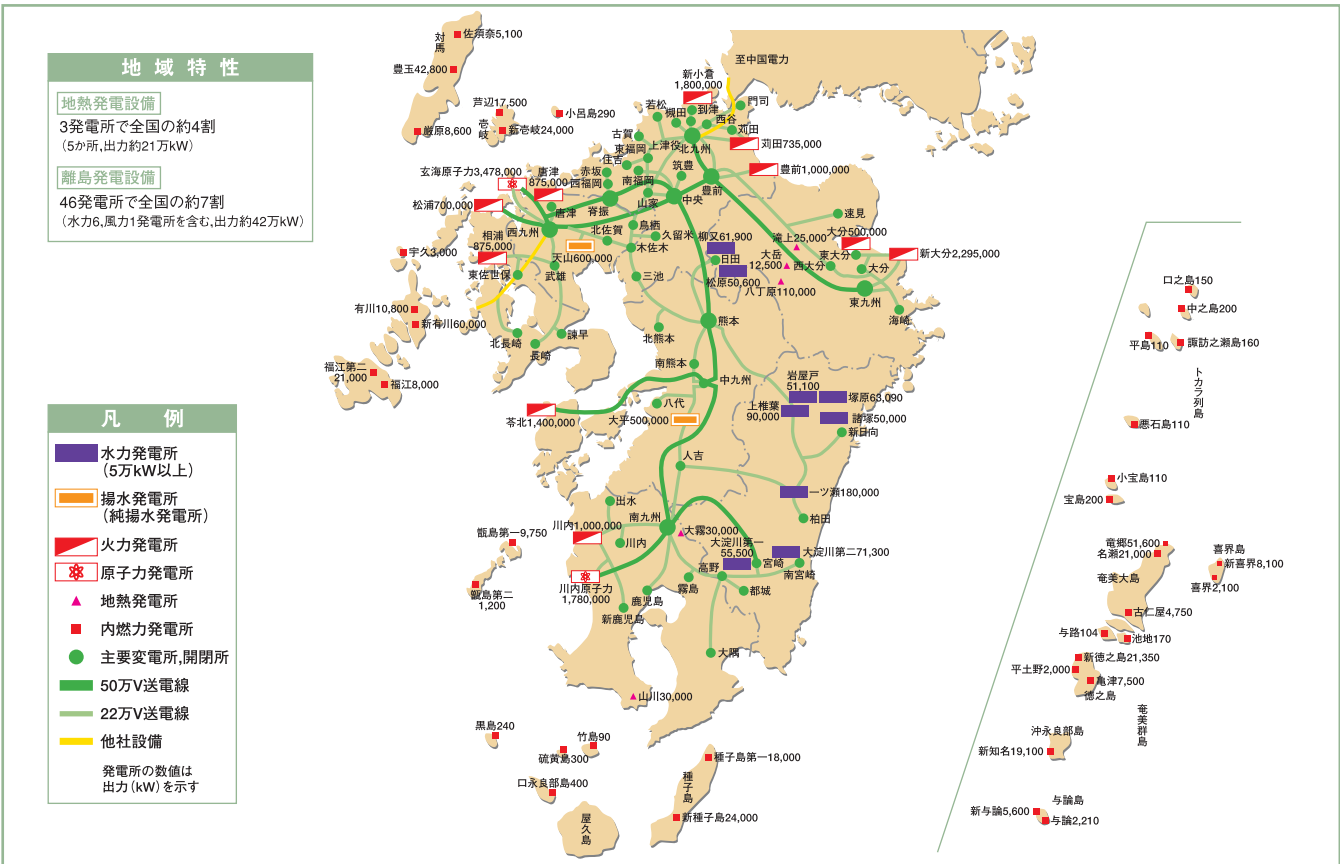 地域特性
地熱発電設備
3発電所で全国の約4割
(5か所,出力約21万kW)
離島発電設備
46発電所で全国の約7割
(水力6,風力1発電所を含む,出力約42万kW)
凡例
水力発電所
(5万kW以上)
揚水発電所
(純揚水発電所)
火力発電所
原子力発電所
地熱発電所
内燃力発電所
主要変電所,開閉所
50万V送電線
22万V送電線
他社設備
発電所の数値は
出力(kW)を示す
対馬
佐須奈5,100
豊玉42,800
厳原8,600
芦辺17,500
壱岐
新壱岐24,000
小呂島290
至中国電力
新小倉
1,800,000
門司
若松
槻田
到津
西谷
苅田
北九州
苅田735,000
古賀
上津役
東福岡
住吉
筑豊
豊前
豊前1,000,000
赤坂
西福岡
南福岡
脊振
山家
中央
玄海原子力3,478,000
唐津
875,000
唐津
松浦700,000
西九州
相浦
875,000
北佐賀
鳥栖
久留米
木佐木
天山600,000
東佐世保
武雄
三池
宇久3,000
有川10,800
新有川60,000
福江第二
21,000
福江8,000
北長崎
長崎
諫早
速見
柳又61,900
滝上25,000
大分500,000
日田
大岳
12,500
西大分
東大分
大分
新大分2,295,000
松原50,600
八丁原110,000
東九州
海崎
熊本
北熊本
南熊本
中九州
八代
苓北1,400,000
大平500,000
岩屋戸
51,100
塚原63,090
上椎葉
90,000
諸塚50,000
新日向
人吉
一ツ瀬180,000
柏田
出水
南九州
川内1,000,000
川内
大霧30,000
大淀川第一
55,500
大淀川第二71,300
宮崎
南宮崎
高野
霧島
都城
川内原子力
1,780,000
鹿児島
新鹿児島
大隅
山川30,000
甑島第一9,750
甑島第二
1,200
黒島240
竹島90
硫黄島300
口永良部島400
屋久島
種子島
種子島第一18,000
新種子島24,000
口之島150
中之島200
平島110
諏訪之瀬島160
トカラ列島
悪石島110
小宝島110
宝島200
竜郷51,600
名瀬21,000
喜界島
新喜界8,100
喜界2,100
奄美大島
古仁屋4,750
与路104
池地170
新徳之島21,350
平土野2,000
亀津7,500
徳之島
奄美群島
沖永良部島
新知名19,100
与論島
新与論5,600
与論2,210